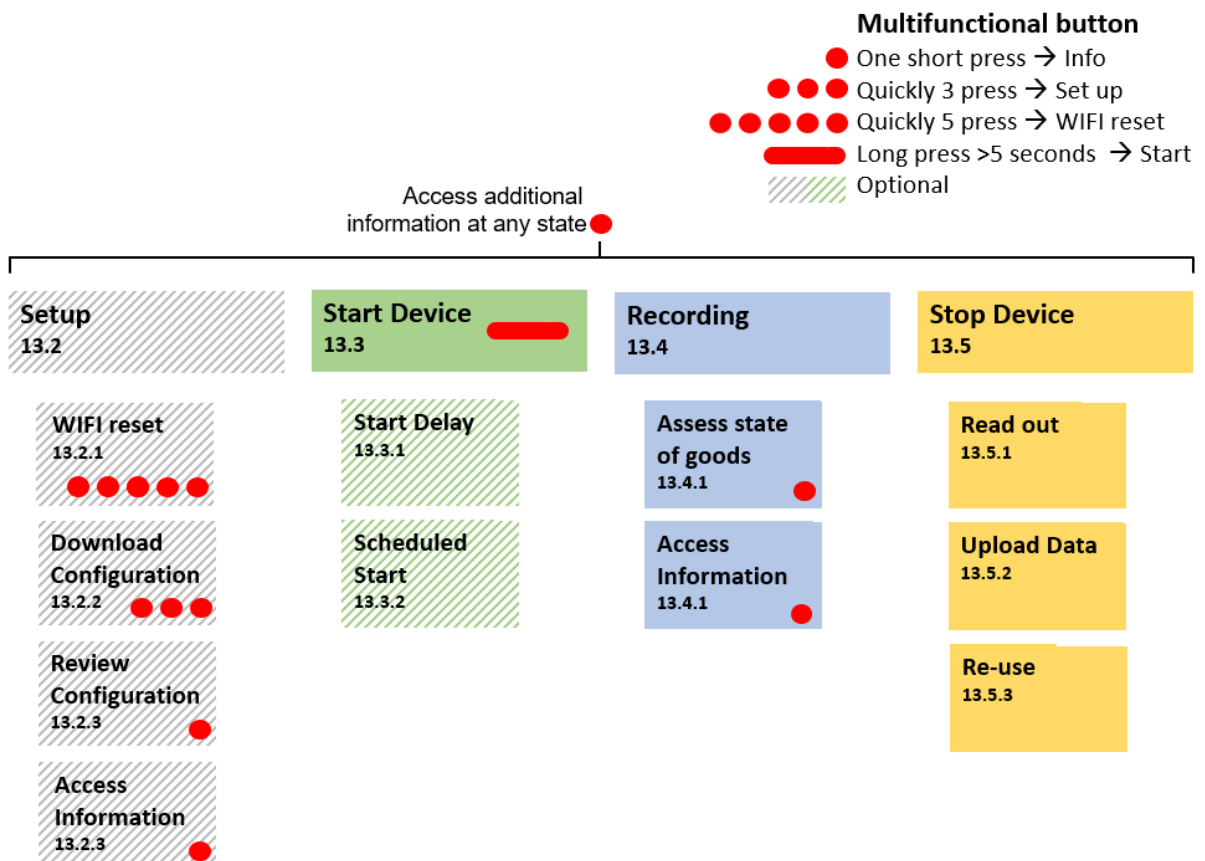 Multifunctional button
One short press → Info
Quickly 3 press → Set up
Quickly 5 press → WIFI reset
Long press >5 seconds → Start
Optional
Access additional
information at any state
Setup
13.2
WIFI reset
13.2.1
Download
Configuration
13.2.2
Review
Configuration
13.2.3
Access
Information
13.2.3
Start Device
13.3
Start Delay
13.3.1
Scheduled
Start
13.3.2
Recording
13.4
Assess state
of goods
13.4.1
Access
Information
13.4.1
Stop Device
13.5
Read out
13.5.1
Upload Data
13.5.2
Re-use
13.5.3